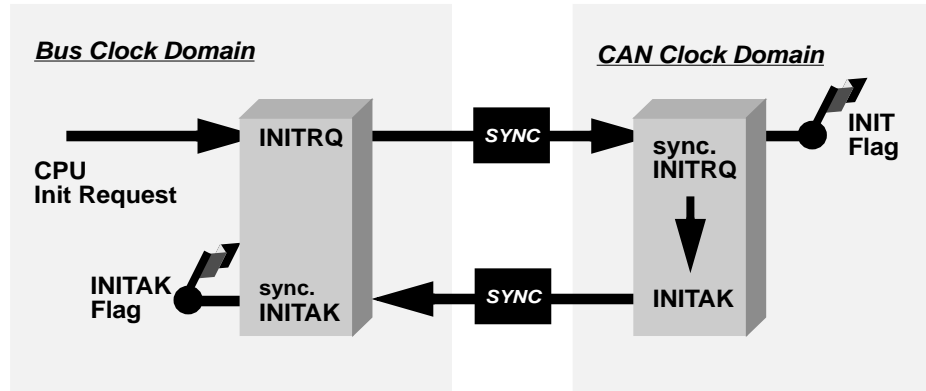 Bus Clock Domain
CAN Clock Domain
INITRQ
SYNC
sync.
INITRQ
INIT
Flag
CPU
Init Request
INITAK
Flag
sync.
INITAK
SYNC
INITAK